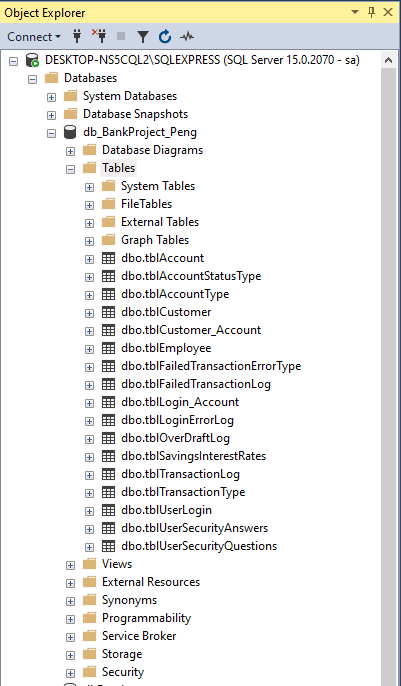 Object Explorer
Connect
DESKTOP-NS5CQL2\SQLEXPRESS (SQL Server 15.0.2070 - sa)
Databases
System Databases
Database Snapshots
db_BankProject_Peng
Database Diagrams
Tables
System Tables
FileTables
External Tables
Graph Tables
dbo.tblAccount
dbo.tblAccountStatusType
dbo.tblAccountType
dbo.tblCustomer
dbo.tblCustomer_Account
dbo.tblEmployee
dbo.tblFailedTransactionErrorType
dbo.tblFailedTransactionLog
dbo.tblLogin_Account
dbo.tblLoginErrorLog
dbo.tblOverDraftLog
dbo.tblSavingsInterestRates
dbo.tblTransactionLog
dbo.tblTransactionType
dbo.tblUserLogin
dbo.tblUserSecurityAnswers
dbo.tblUserSecurityQuestions
Views
External Resources
Synonyms
Programmability
Service Broker
Storage
Security